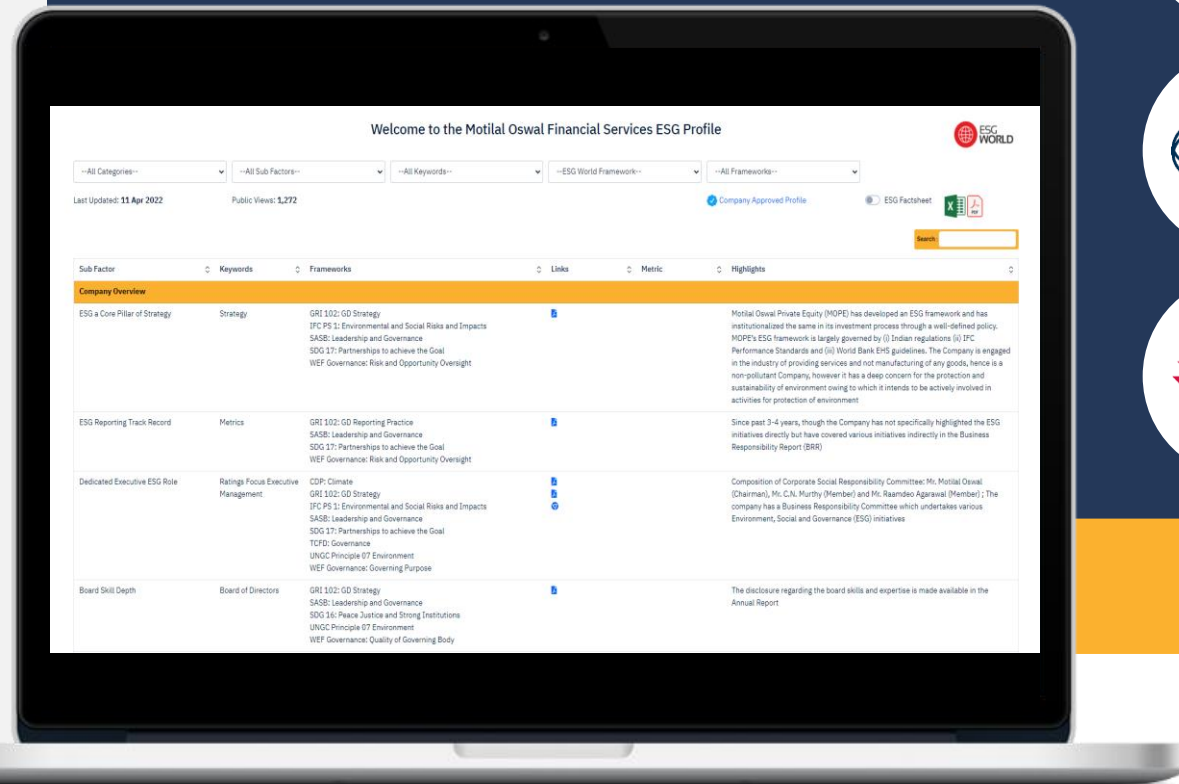 Welcome to the Motilal Oswal Financial Services ESG Profile
ESG
WORLD
--All Categories--
--All Sub Factors--
--All Keywords--
--ESG World Framework--
--All Frameworks--
Last Updated: 11 Apr 2022
Public Views: 1,272
Company Approved Profile
ESG Factsheet
Search:
Sub Factor Keywords Frameworks Links Metric Highlights
Company Overview
ESG a Core Pillar of Strategy
Strategy
GRI 102: GD Strategy
IFC PS 1: Environmental and Social Risks and Impacts
SASB: Leadership and Governance
SDG 17: Partnerships to achieve the Goal
WEF Governance: Risk and Opportunity Oversight
Motilal Oswal Private Equity (MOPE) has developed an ESG framework and has
institutionalized the same in its investment process through a well-defined policy.
MOPE's ESG framework is largely governed by (i) Indian regulations (ii) IFC
Performance Standards and (iii) World Bank EHS guidelines. The Company is engaged
in the industry of providing services and not manufacturing of any goods, hence is a
non-pollutant Company, however it has a deep concern for the protection and
sustainability of environment owing to which it intends to be actively involved in
activities for protection of environment
ESG Reporting Track Record
Metrics
GRI 102: GD Reporting Practice
SASB: Leadership and Governance
SDG 17: Partnerships to achieve the Goal
WEF Governance: Risk and Opportunity Oversight
Since past 3-4 years, though the Company has not specifically highlighted the ESG
initiatives directly but have covered various initiatives indirectly in the Business
Responsibility Report (BRR)
Dedicated Executive ESG Role
Ratings Focus Executive
Management
CDP: Climate
GRI 102: GD Strategy
IFC PS 1: Environmental and Social Risks and Impacts
SASB: Leadership and Governance
SDG 17: Partnerships to achieve the Goal
TCFD: Governance
UNGC Principle 07 Environment
WEF Governance: Governing Purpose
Composition of Corporate Social Responsibility Committee: Mr. Motilal Oswal
(Chairman), Mr. C.N. Murthy (Member) and Mr. Raamdeo Agarawal (Member) ; The
company has a Business Responsibility Committee which undertakes various
Environment, Social and Governance (ESG) initiatives
Board Skill Depth
Board of Directors
GRI 102: GD Strategy
SASB: Leadership and Governance
SDG 16: Peace Justice and Strong Institutions
UNGC Principle 07 Environment
WEF Governance: Quality of Governing Body
The disclosure regarding the board skills and expertise is made available in the
Annual Report